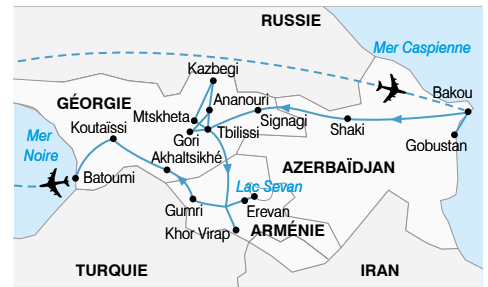 RUSSIE
Mer Caspienne
Kazbegi
Bakou
Ananouri
GÉORGIE
Mtskheta
Signagi
Koutaïssi
Shaki
Tbilissi
Gori
Gobustan
Mer
Noire
Akhaltsikhé
AZERBAÏDJAN
Batoumi
Lac Sevan
Gumri
Erevan
Khor Virap
ARMÉNIE
TURQUIE
IRAN